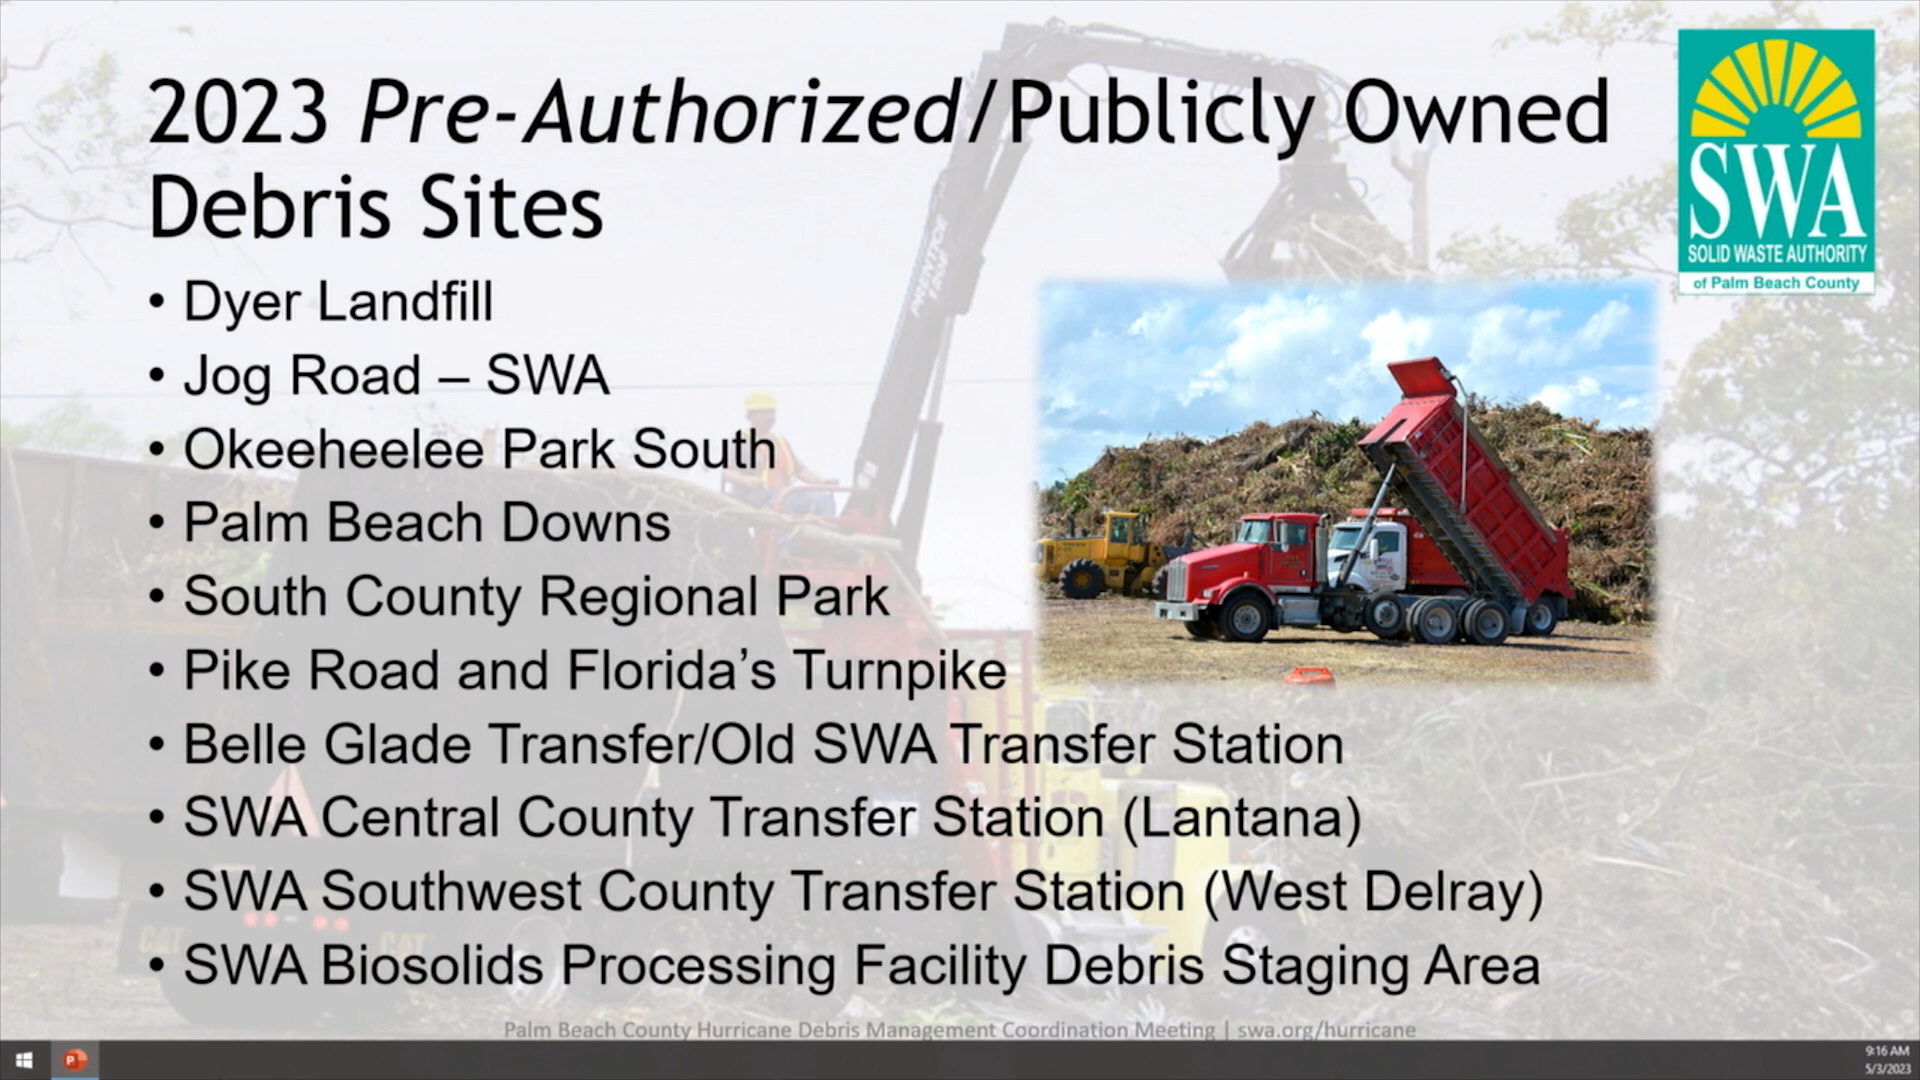 2023 Pre-Authorized/Publicly Owned
Debris Sites
SWA
SOLID WASTE AUTHORITY
of Palm Beach County
• Dyer Landfill
• Jog Road – SWA
• Okeeheelee Park South
• Palm Beach Downs
• South County Regional Park
• Pike Road and Florida’s Turnpike
• Belle Glade Transfer/Old SWA Transfer Station
• SWA Central County Transfer Station (Lantana)
• SWA Southwest County Transfer Station (West Delray)
• SWA Biosolids Processing Facility Debris Staging Area
PRENTICE
CAT
CAT
Palm Beach County Hurricane Debris Management Coordination Meeting | swa.org/hurricane
9:16 AM
5/3/2023